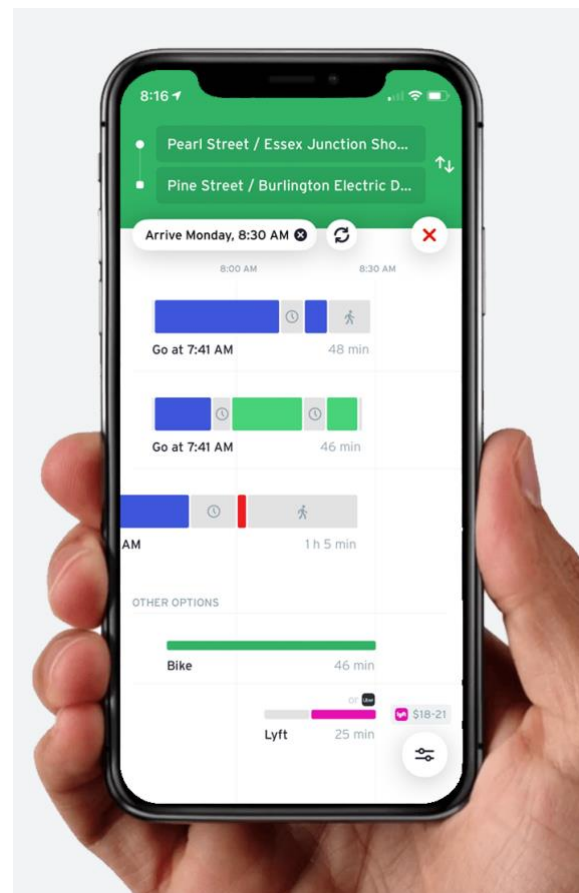 8:16
Pearl Street / Essex Junction Sho...
Pine Street / Burlington Electric D...
Arrive Monday, 8:30 AM
8:00 AM 8:30 AM
Go at 7:41 AM 48 min
Go at 7:41 AM 46 min
AM 1 h 5 min
OTHER OPTIONS
Bike 46 min
or Uber
$18-21
Lyft 25 min